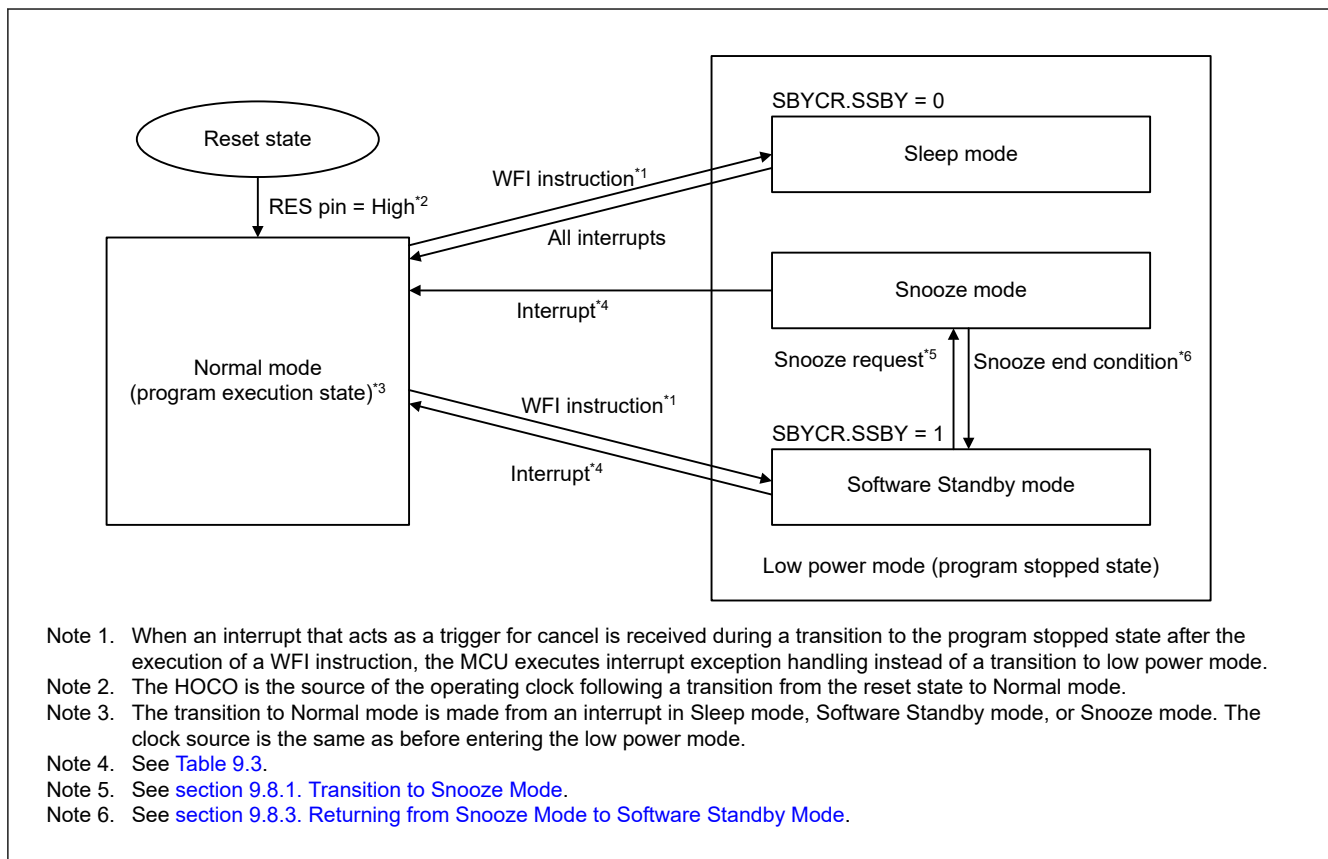 SBYCR.SSBY = 0
Reset state
Sleep mode
WFI instruction*1
RES pin = High*2
All interrupts
Snooze mode
Interrupt*4
Normal mode
(program execution state)*3
Snooze request*5
Snooze end condition*6
WFI instruction*1
SBYCR.SSBY = 1
Interrupt*4
Software Standby mode
Low power mode (program stopped state)
Note 1. When an interrupt that acts as a trigger for cancel is received during a transition to the program stopped state after the
execution of a WFI instruction, the MCU executes interrupt exception handling instead of a transition to low power mode.
Note 2. The HOCO is the source of the operating clock following a transition from the reset state to Normal mode.
Note 3. The transition to Normal mode is made from an interrupt in Sleep mode, Software Standby mode, or Snooze mode. The
clock source is the same as before entering the low power mode.
Note 4. See Table 9.3.
Note 5. See section 9.8.1. Transition to Snooze Mode.
Note 6. See section 9.8.3. Returning from Snooze Mode to Software Standby Mode.